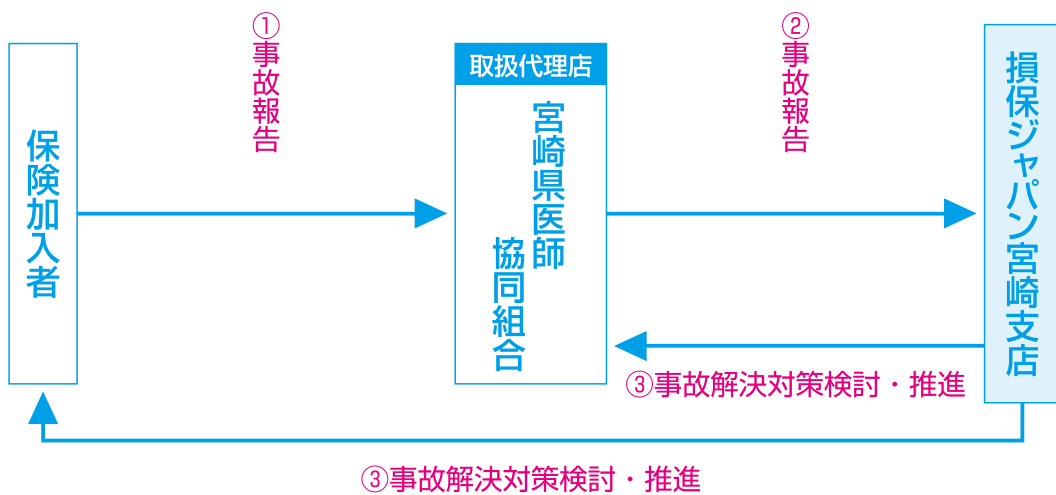 保険加入者
①事故報告
取扱代理店
宮崎県医師
協同組合
②事故報告
損保ジャパン宮崎支店
③事故解決対策検討・推進
③事故解決対策検討・推進